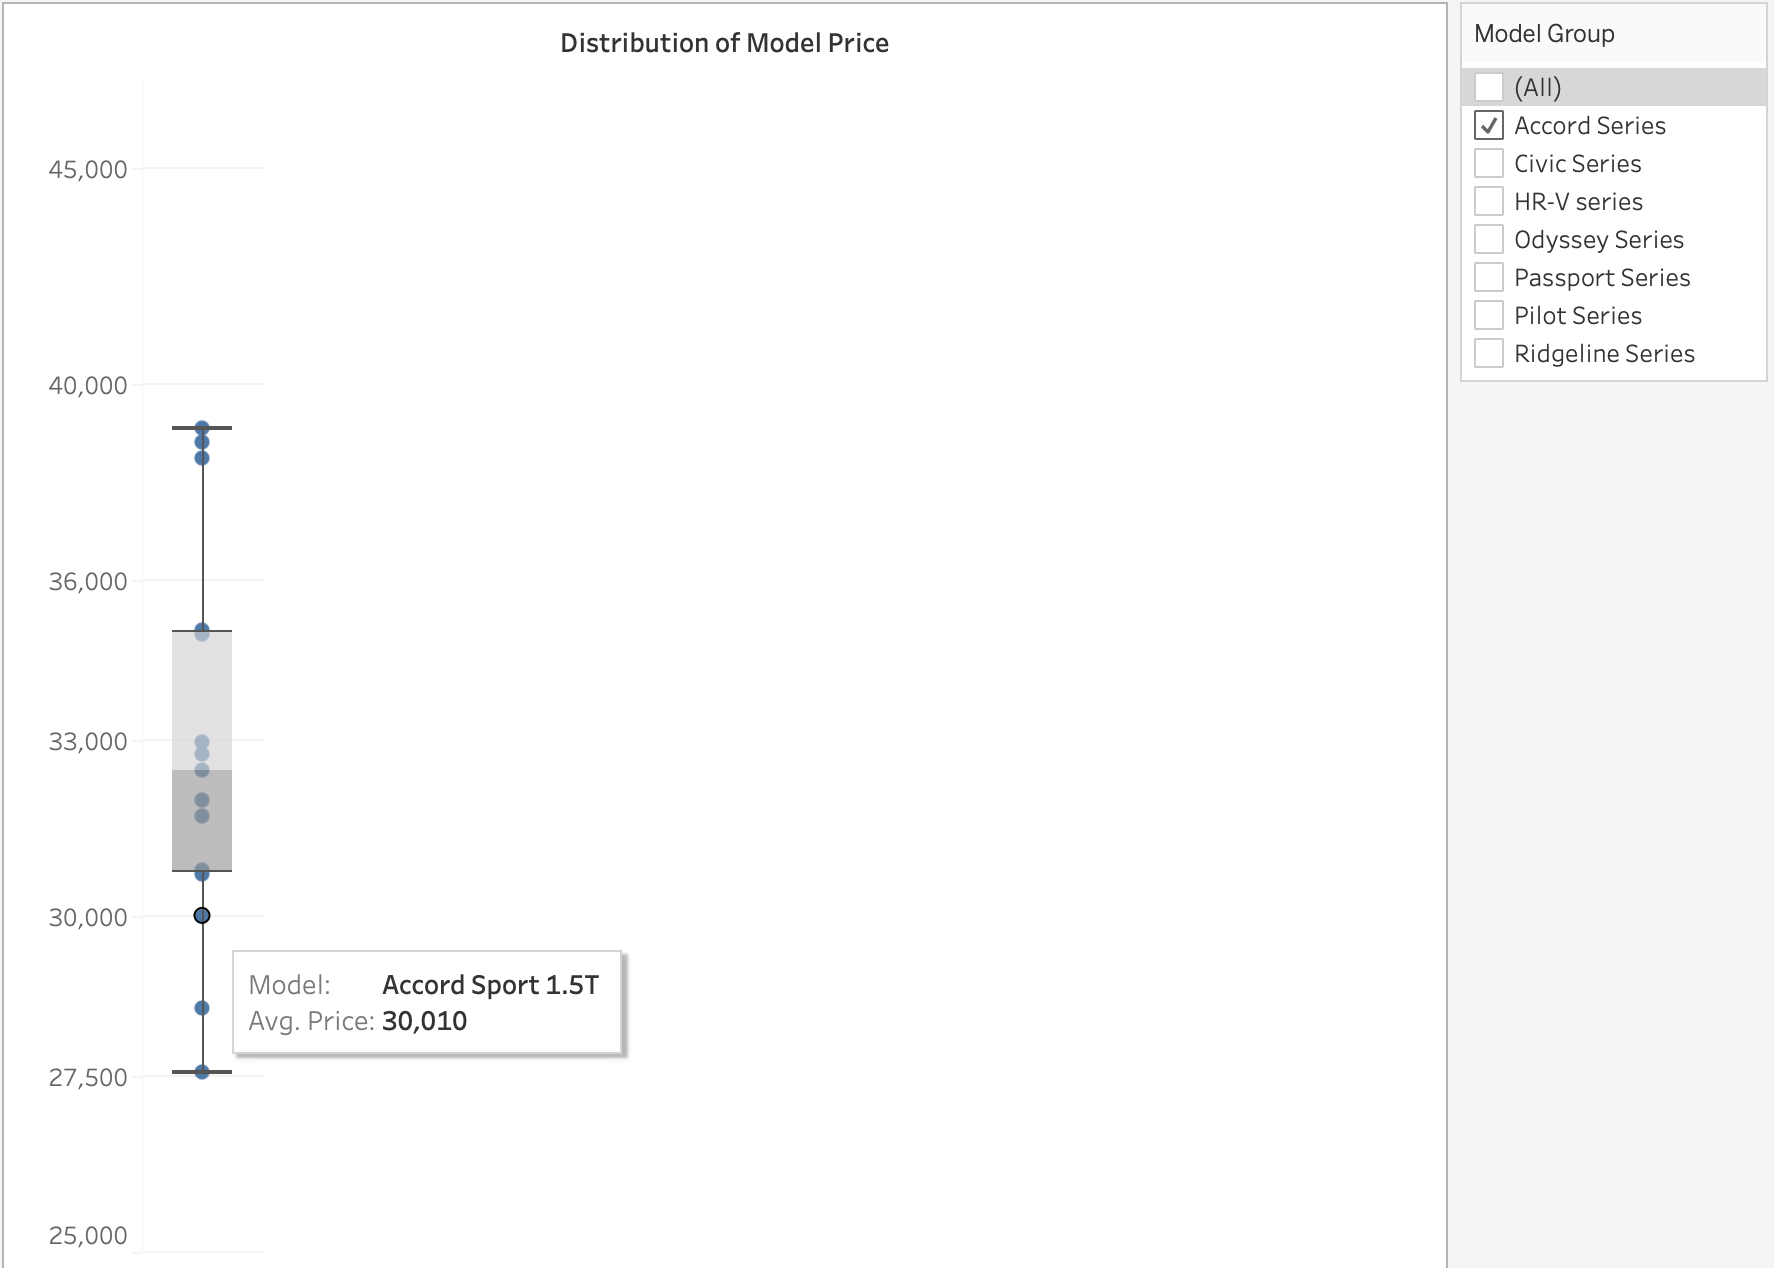 Distribution of Model Price
45,000
40,000
36,000
33,000
30,000
27,500
25,000
Model: Accord Sport 1.5T
Avg. Price: 30,010
Model Group
(All)
Accord Series
Civic Series
HR-V series
Odyssey Series
Passport Series
Pilot Series
Ridgeline Series